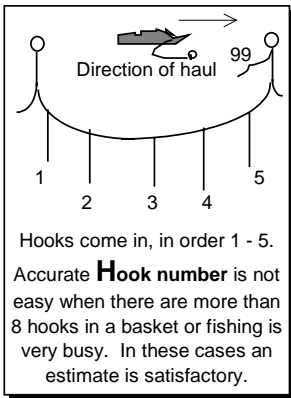 Direction of haul
99
1
2
3
4
5
Hooks come in, in order 1 - 5.
Accurate Hook number is not
easy when there are more than
8 hooks in a basket or fishing is
very busy. In these cases an
estimate is satisfactory.